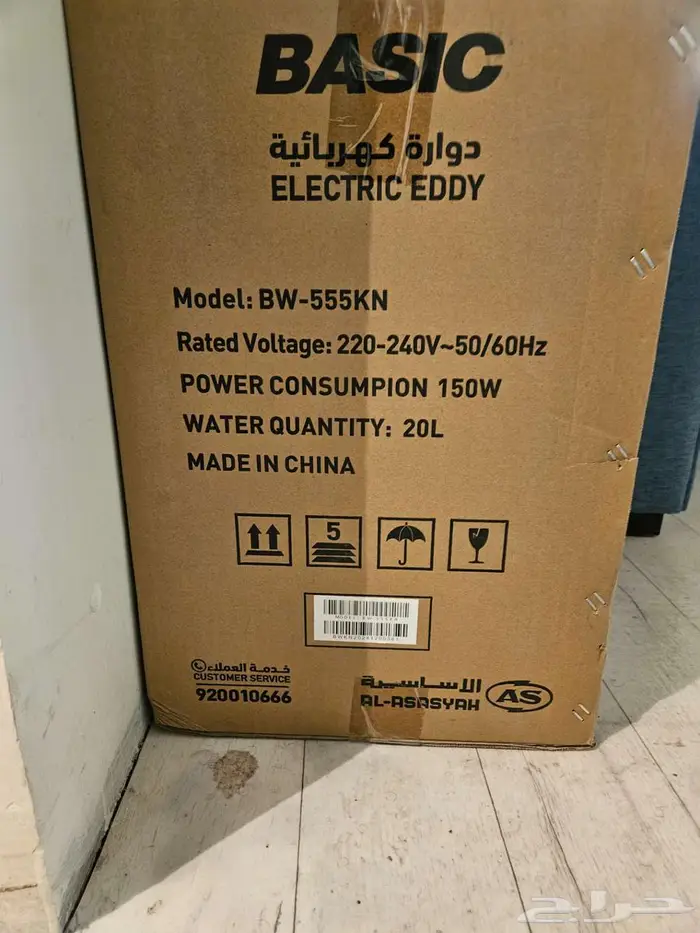 BASIC
دوارة كهربائية
ELECTRIC EDDY
Model: BW-555KN
Rated Voltage: 220-240V~50/60Hz
POWER CONSUMPION 150W
WATER QUANTITY: 20L
MADE IN CHINA
5
خدمة العملاء
CUSTOMER SERVICE
920010666
الأساسية
AL-ASASYAH
AS
حراج